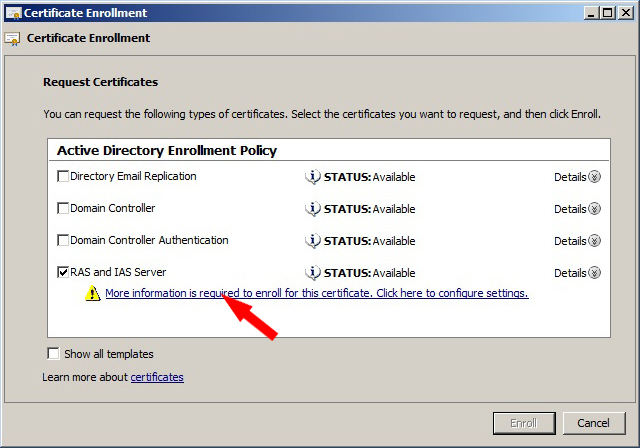 Certificate Enrollment
Certificate Enrollment
Request Certificates
You can request the following types of certificates. Select the certificates you want to request, and then click Enroll.
Active Directory Enrollment Policy
Directory Email Replication STATUS: Available Details
Domain Controller STATUS: Available Details
Domain Controller Authentication STATUS: Available Details
RAS and IAS Server STATUS: Available Details
More information is required to enroll for this certificate. Click here to configure settings.
Show all templates
Learn more about certificates
Enroll Cancel